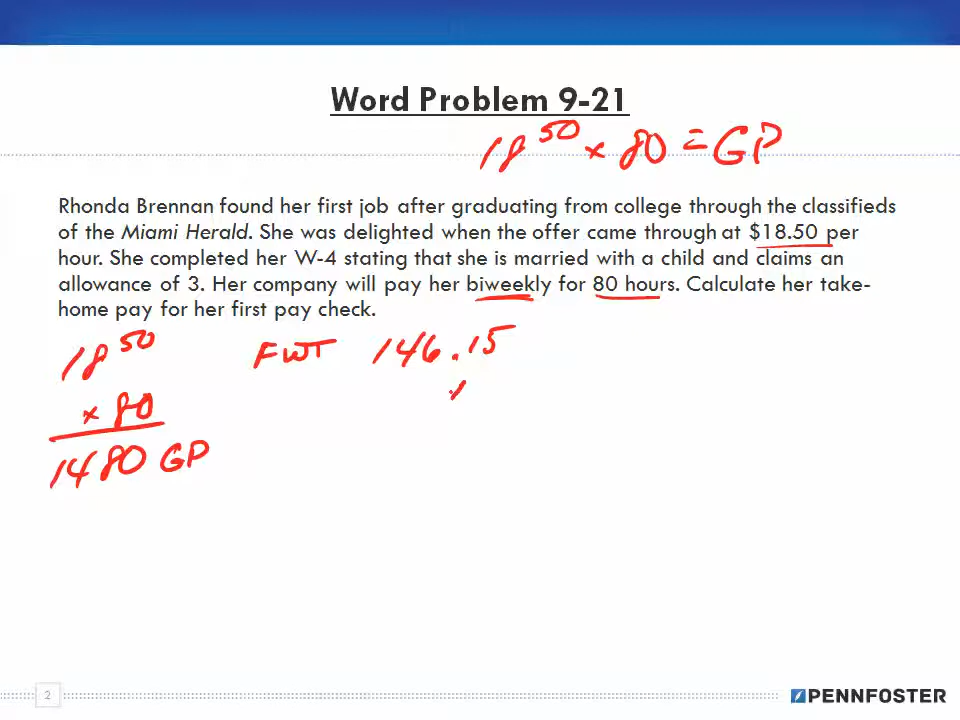 Word Problem 9-21
18 50 x 80 = GP
Rhonda Brennan found her first job after graduating from college through the classifieds
of the Miami Herald. She was delighted when the offer came through at $18.50 per
hour. She completed her W-4 stating that she is married with a child and claims an
allowance of 3. Her company will pay her biweekly for 80 hours. Calculate her take-
home pay for her first pay check.
18 50
x 80
1480 GP
FWT 146.15
x
2
PENNFOSTER